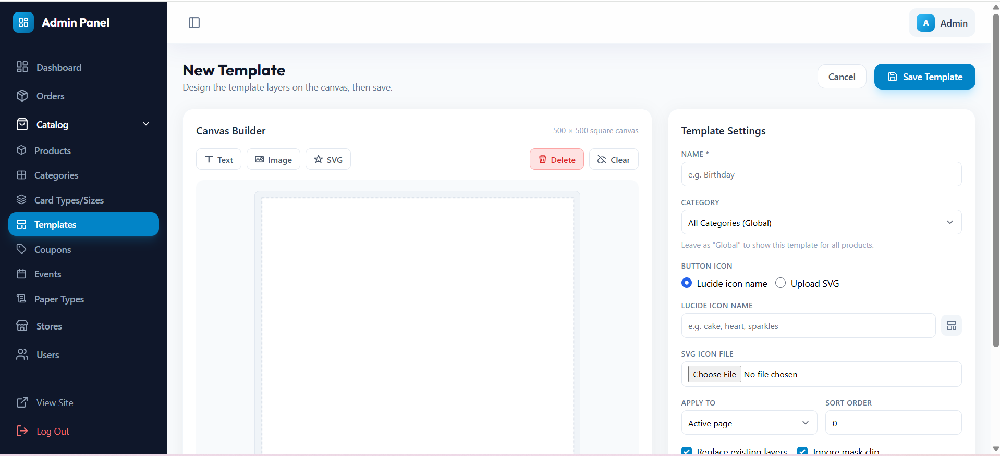 Admin Panel
Dashboard
Orders
Catalog
Products
Categories
Card Types/Sizes
Templates
Coupons
Events
Paper Types
Stores
Users
View Site
Log Out
A Admin
New Template
Design the template layers on the canvas, then save.
Cancel
Save Template
Canvas Builder
500 × 500 square canvas
Text
Image
SVG
Delete
Clear
Template Settings
NAME *
e.g. Birthday
CATEGORY
All Categories (Global)
Leave as "Global" to show this template for all products.
BUTTON ICON
Lucide icon name
Upload SVG
LUCIDE ICON NAME
e.g. cake, heart, sparkles
SVG ICON FILE
Choose File No file chosen
APPLY TO
SORT ORDER
Active page
0
Replace existing layers
Ignore mask clip